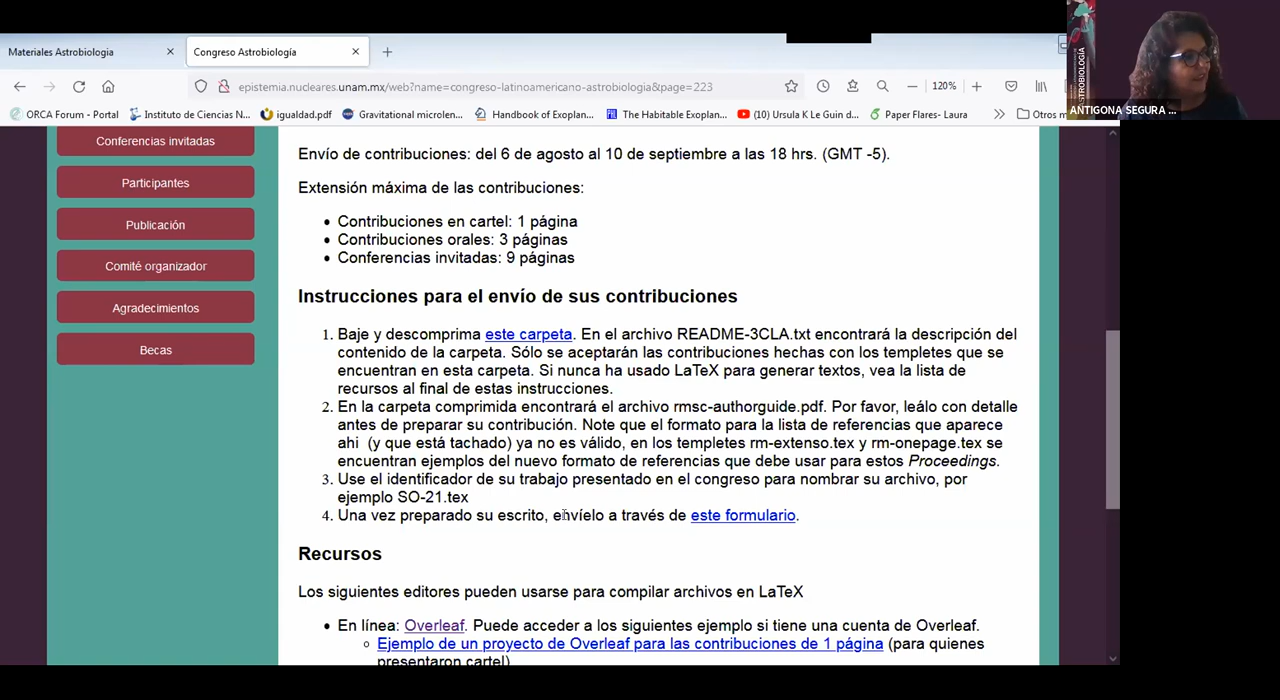 Materiales Astrobiologia
Congreso Astrobiología
epistemia.nucleares.unam.mx/web?name=congreso-latinoamericano-astrobiologia&page=223
120%
ORCA Forum - Portal
Instituto de Ciencias N...
igualdad.pdf
Gravitational microlen...
Handbook of Exoplan...
The Habitable Exoplan...
(10) Ursula K Le Guin d...
Paper Flares- Laura
Otros m
ASTROBIOLOGÍA
ANTIGONA SEGURA ...
Conferencias invitadas
Participantes
Publicación
Comité organizador
Agradecimientos
Becas
Envío de contribuciones: del 6 de agosto al 10 de septiembre a las 18 hrs. (GMT -5).
Extensión máxima de las contribuciones:
• Contribuciones en cartel: 1 página
• Contribuciones orales: 3 páginas
• Conferencias invitadas: 9 páginas
Instrucciones para el envío de sus contribuciones
1. Baje y descomprima este carpeta. En el archivo README-3CLA.txt encontrará la descripción del
contenido de la carpeta. Sólo se aceptarán las contribuciones hechas con los templetes que se
encuentran en esta carpeta. Si nunca ha usado LaTeX para generar textos, vea la lista de
recursos al final de estas instrucciones.
2. En la carpeta comprimida encontrará el archivo rmsc-authorguide.pdf. Por favor, leálo con detalle
antes de preparar su contribución. Note que el formato para la lista de referencias que aparece
ahi (y que está tachado) ya no es válido, en los templetes rm-extenso.tex y rm-onepage.tex se
encuentran ejemplos del nuevo formato de referencias que debe usar para estos Proceedings.
3. Use el identificador de su trabajo presentado en el congreso para nombrar su archivo, por
ejemplo SO-21.tex
4. Una vez preparado su escrito, envíelo a través de este formulario.
Recursos
Los siguientes editores pueden usarse para compilar archivos en LaTeX
• En línea: Overleaf. Puede acceder a los siguientes ejemplo si tiene una cuenta de Overleaf.
Ejemplo de un proyecto de Overleaf para las contribuciones de 1 página (para quienes
presentaron cartel)